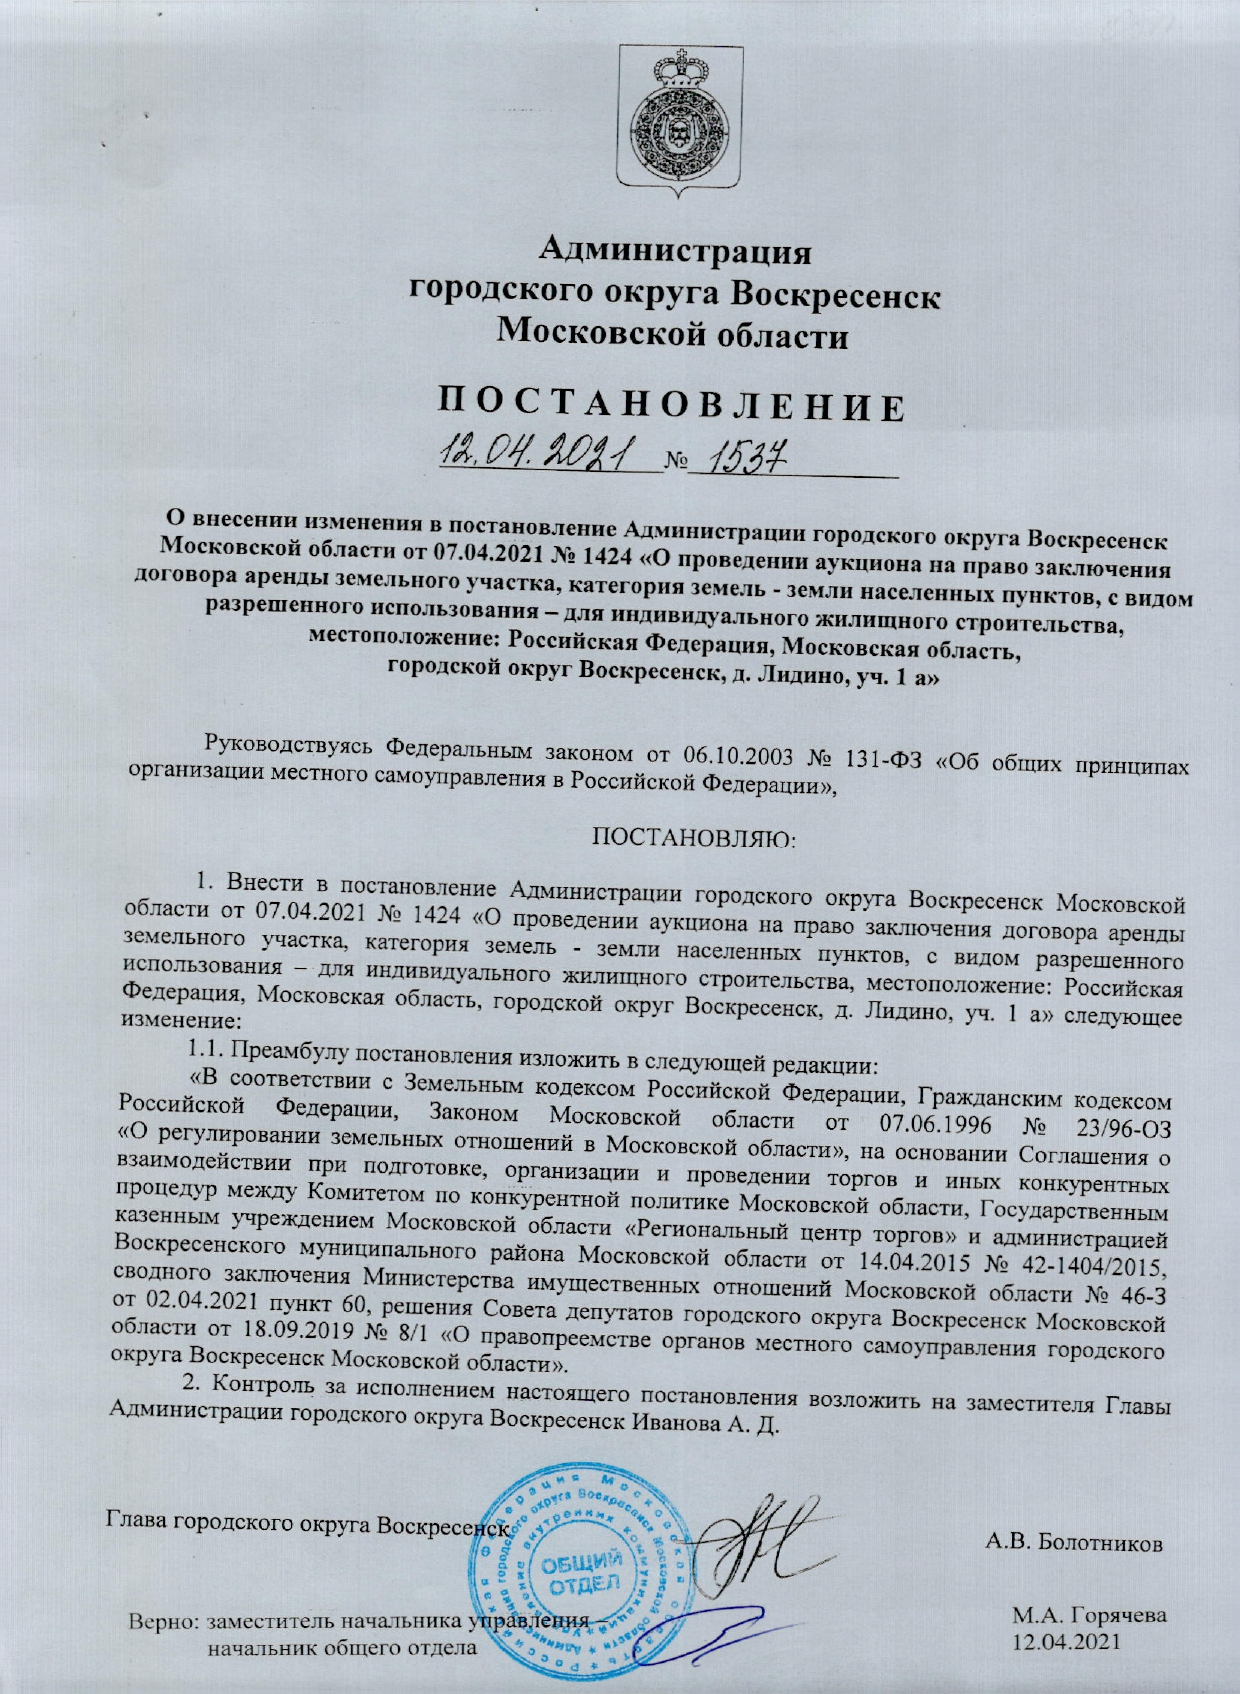 Администрация
городского округа Воскресенск
Московской области
ПОСТАНОВЛЕНИЕ
12.04.2021 № 1537
О внесении изменения в постановление Администрации городского округа Воскресенск
Московской области от 07.04.2021 № 1424 «О проведении аукциона на право заключения
договора аренды земельного участка, категория земель - земли населенных пунктов, с видом
разрешенного использования – для индивидуального жилищного строительства,
местоположение: Российская Федерация, Московская область,
городской округ Воскресенск, д. Лидино, уч. 1 а»
Руководствуясь Федеральным законом от 06.10.2003 № 131-ФЗ «Об общих принципах
организации местного самоуправления в Российской Федерации»,
ПОСТАНОВЛЯЮ:
1. Внести в постановление Администрации городского округа Воскресенск Московской
области от 07.04.2021 № 1424 «О проведении аукциона на право заключения договора аренды
земельного участка, категория земель - земли населенных пунктов, с видом разрешенного
использования – для индивидуального жилищного строительства, местоположение: Российская
Федерация, Московская область, городской округ Воскресенск, д. Лидино, уч. 1 а» следующее
изменение:
1.1. Преамбулу постановления изложить в следующей редакции:
«В соответствии с Земельным кодексом Российской Федерации, Гражданским кодексом
Российской Федерации, Законом Московской области от 07.06.1996 № 23/96-ОЗ
«О регулировании земельных отношений в Московской области», на основании Соглашения о
взаимодействии при подготовке, организации и проведении торгов и иных конкурентных
процедур между Комитетом по конкурентной политике Московской области, Государственным
казенным учреждением Московской области «Региональный центр торгов» и администрацией
Воскресенского муниципального района Московской области от 14.04.2015 № 42-1404/2015,
сводного заключения Министерства имущественных отношений Московской области № 46-З
от 02.04.2021 пункт 60, решения Совета депутатов городского округа Воскресенск Московской
области от 18.09.2019 № 8/1 «О правопреемстве органов местного самоуправления городского
округа Воскресенск Московской области».
2. Контроль за исполнением настоящего постановления возложить на заместителя Главы
Администрации городского округа Воскресенск Иванова А. Д.
Глава городского округа Воскресенск
А.В. Болотников
Российская Федерация Московская область
Администрация городского округа Воскресенск Московской области
Управление внутренних коммуникаций
ОБЩИЙ
ОТДЕЛ
Верно: заместитель начальника управления –
начальник общего отдела
М.А. Горячева
12.04.2021